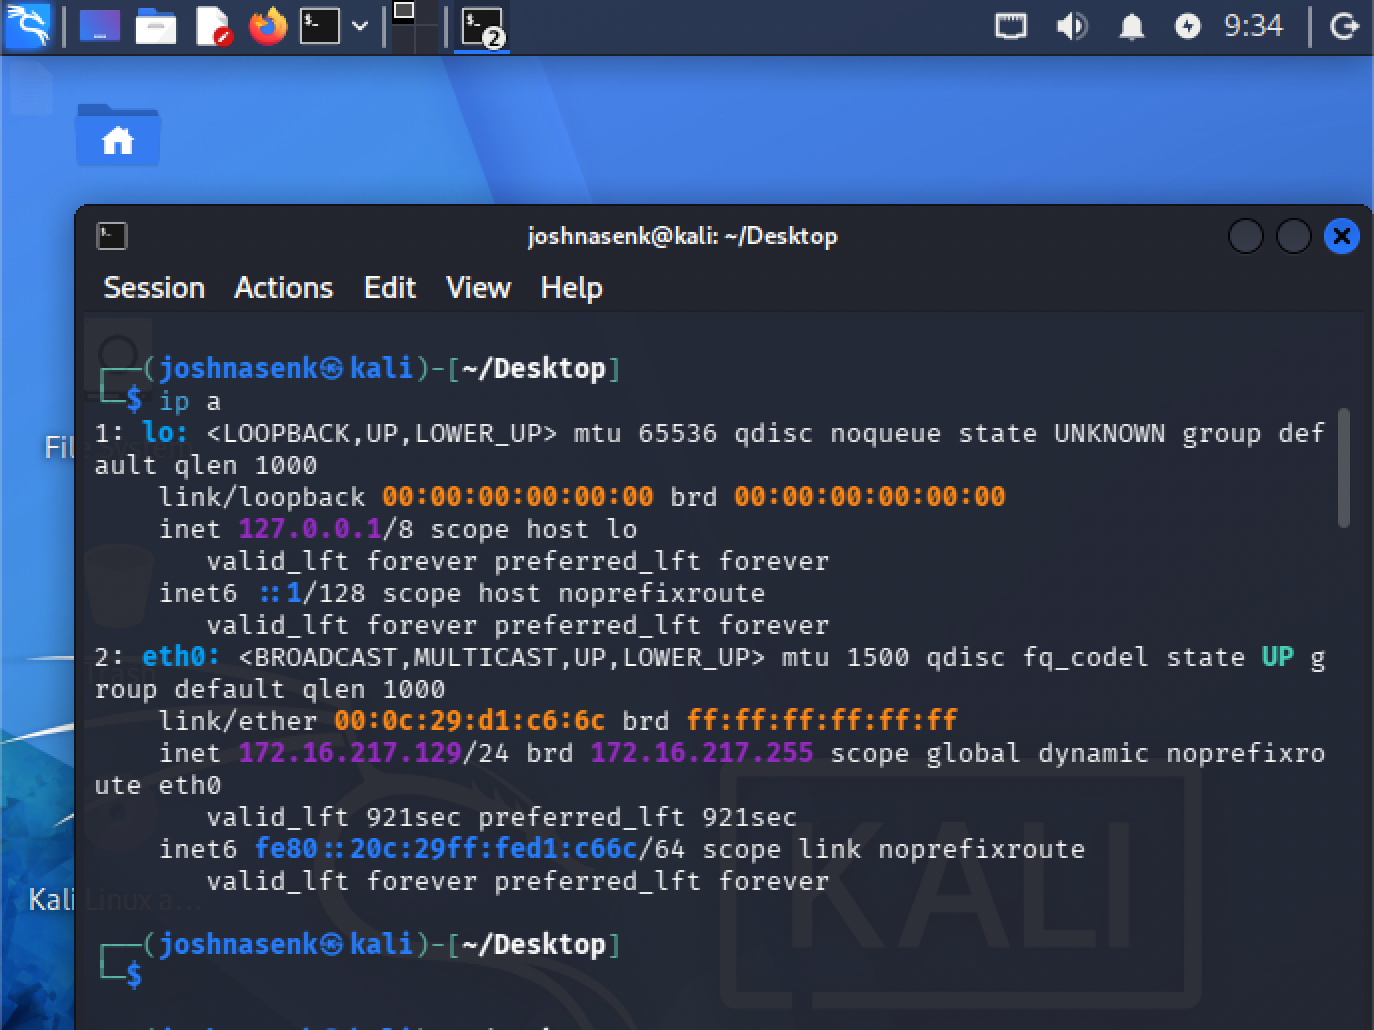 2
9:34
joshnasenk@kali: ~/Desktop
Session Actions Edit View Help
┌──(joshnasenk㉿kali)-[~/Desktop]
└─$ ip a
1: lo: <LOOPBACK,UP,LOWER_UP> mtu 65536 qdisc noqueue state UNKNOWN group def
ault qlen 1000
    link/loopback 00:00:00:00:00:00 brd 00:00:00:00:00:00
    inet 127.0.0.1/8 scope host lo
       valid_lft forever preferred_lft forever
    inet6 ::1/128 scope host noprefixroute
       valid_lft forever preferred_lft forever
2: eth0: <BROADCAST,MULTICAST,UP,LOWER_UP> mtu 1500 qdisc fq_codel state UP g
roup default qlen 1000
    link/ether 00:0c:29:d1:c6:6c brd ff:ff:ff:ff:ff:ff
    inet 172.16.217.129/24 brd 172.16.217.255 scope global dynamic noprefixro
ute eth0
       valid_lft 921sec preferred_lft 921sec
    inet6 fe80::20c:29ff:fed1:c66c/64 scope link noprefixroute
       valid_lft forever preferred_lft forever
┌──(joshnasenk㉿kali)-[~/Desktop]
└─$
File System
Trash
Kali Linux a...
KALI